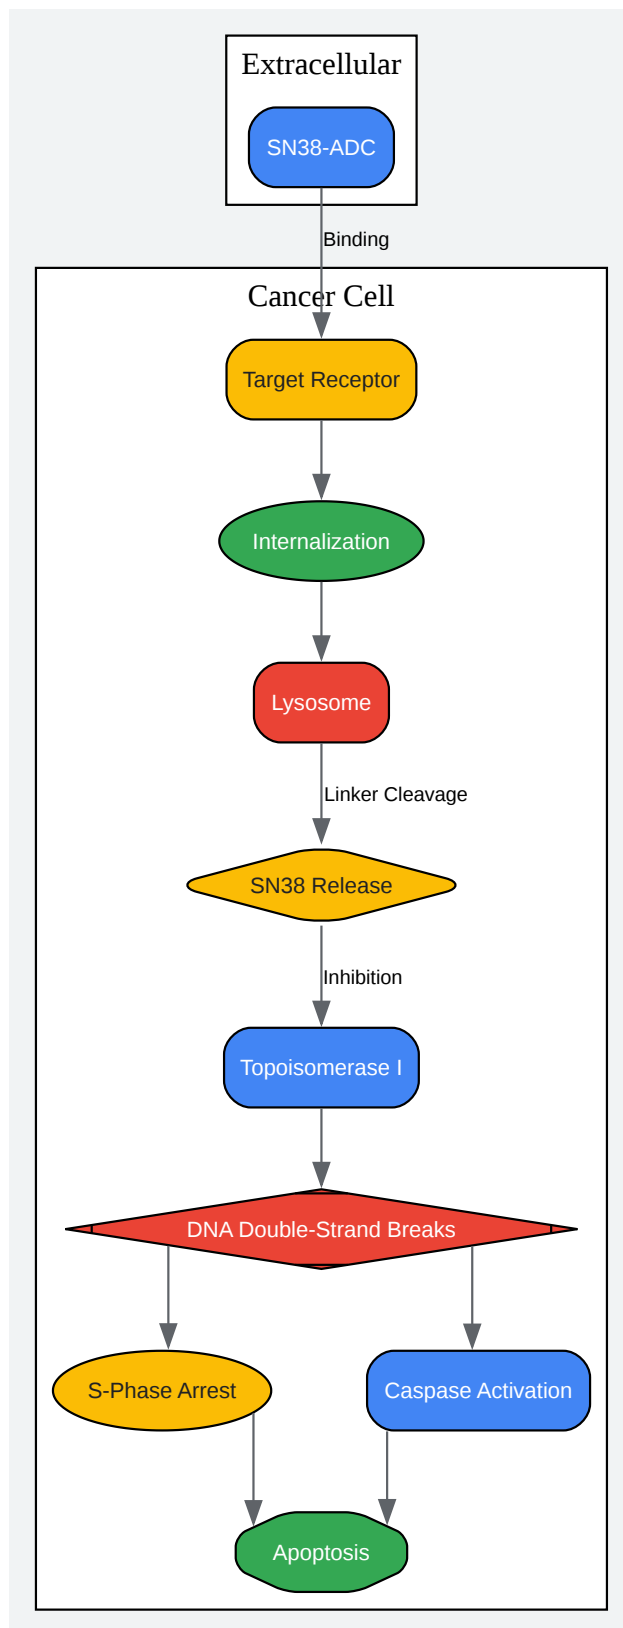 Extracellular
SN38-ADC
Binding
Cancer Cell
Target Receptor
Internalization
Lysosome
Linker Cleavage
SN38 Release
Inhibition
Topoisomerase I
DNA Double-Strand Breaks
S-Phase Arrest
Caspase Activation
Apoptosis